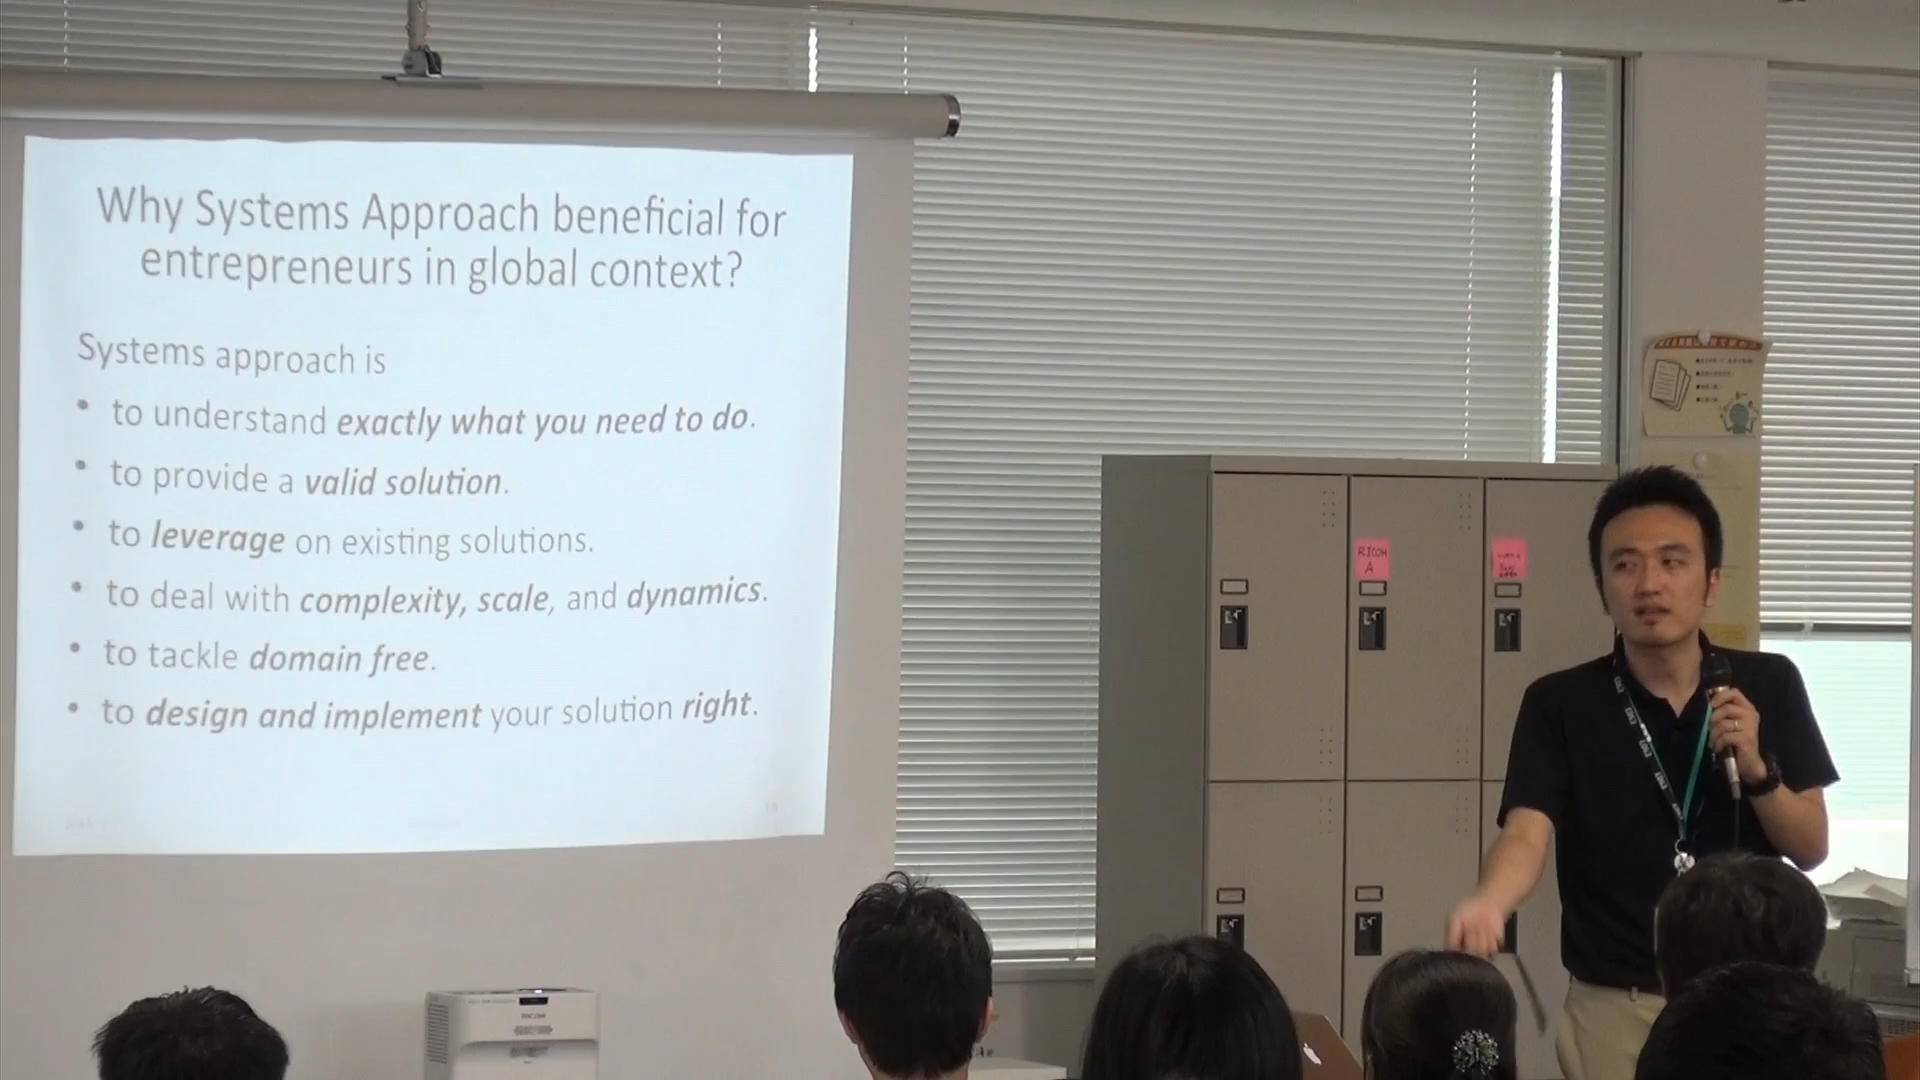 Why Systems Approach beneficial for
entrepreneurs in global context?
Systems approach is
• to understand exactly what you need to do.
• to provide a valid solution.
• to leverage on existing solutions.
• to deal with complexity, scale, and dynamics.
• to tackle domain free.
• to design and implement your solution right.
RICOH
A
RICOH